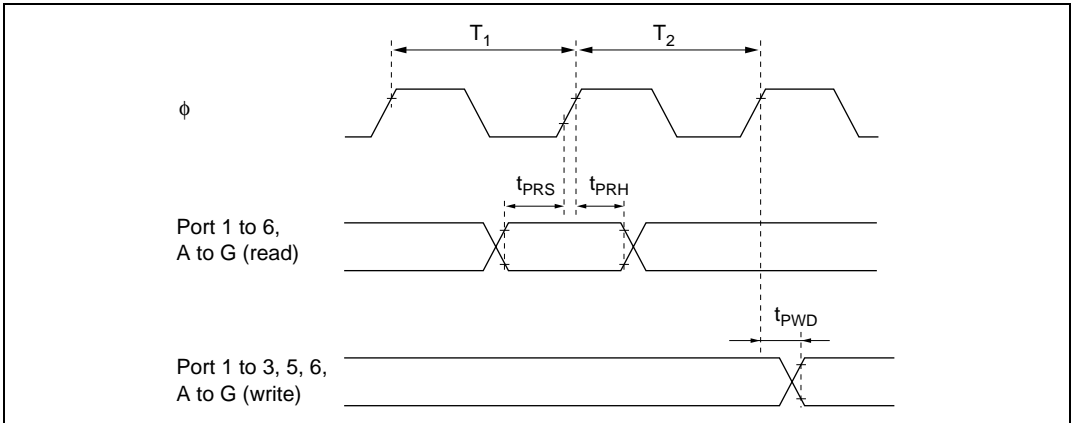 T₁ T₂
ϕ
tPRS tPRH
Port 1 to 6,
A to G (read)
tPWD
Port 1 to 3, 5, 6,
A to G (write)